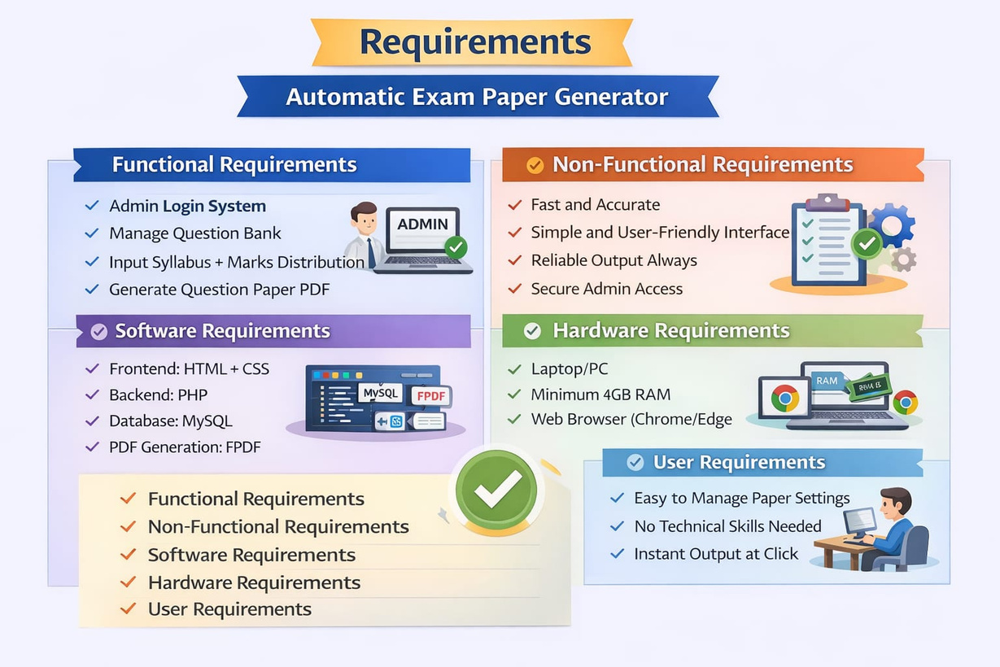 Requirements
Automatic Exam Paper Generator
Functional Requirements
Admin Login System
Manage Question Bank
Input Syllabus + Marks Distribution
Generate Question Paper PDF
ADMIN
Non-Functional Requirements
Fast and Accurate
Simple and User-Friendly Interface
Reliable Output Always
Secure Admin Access
Software Requirements
Frontend: HTML + CSS
Backend: PHP
Database: MySQL
PDF Generation: FPDF
MySQL
FPDF
Hardware Requirements
Laptop/PC
Minimum 4GB RAM
Web Browser (Chrome/Edge
RAM
User Requirements
Easy to Manage Paper Settings
No Technical Skills Needed
Instant Output at Click
Functional Requirements
Non-Functional Requirements
Software Requirements
Hardware Requirements
User Requirements